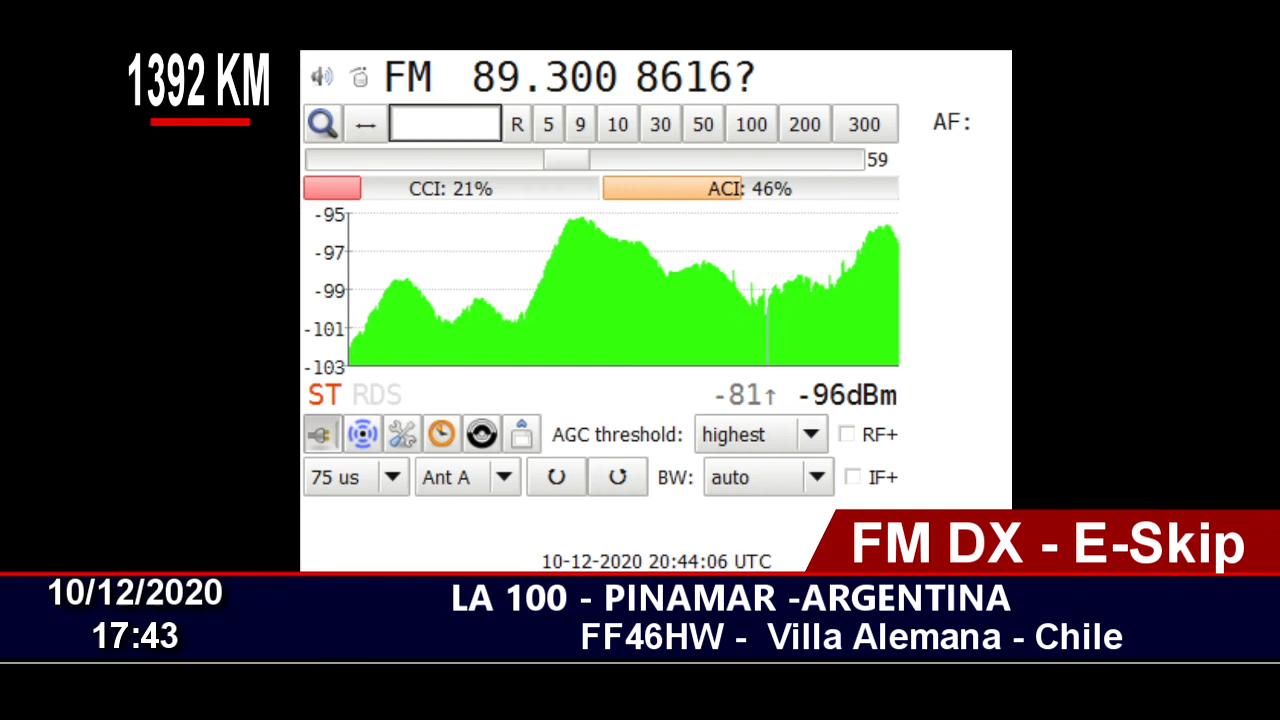 1392 KM
FM 89.300 8616?
R 5 9 10 30 50 100 200 300
AF:
59
CCI: 21% ACI: 46%
-95
-97
-99
-101
-103
ST RDS -81↑ -96dBm
AGC threshold: highest RF+
75 us Ant A BW: auto IF+
10-12-2020 20:44:06 UTC
FM DX - E-Skip
10/12/2020
17:43
LA 100 - PINAMAR -ARGENTINA
FF46HW - Villa Alemana - Chile